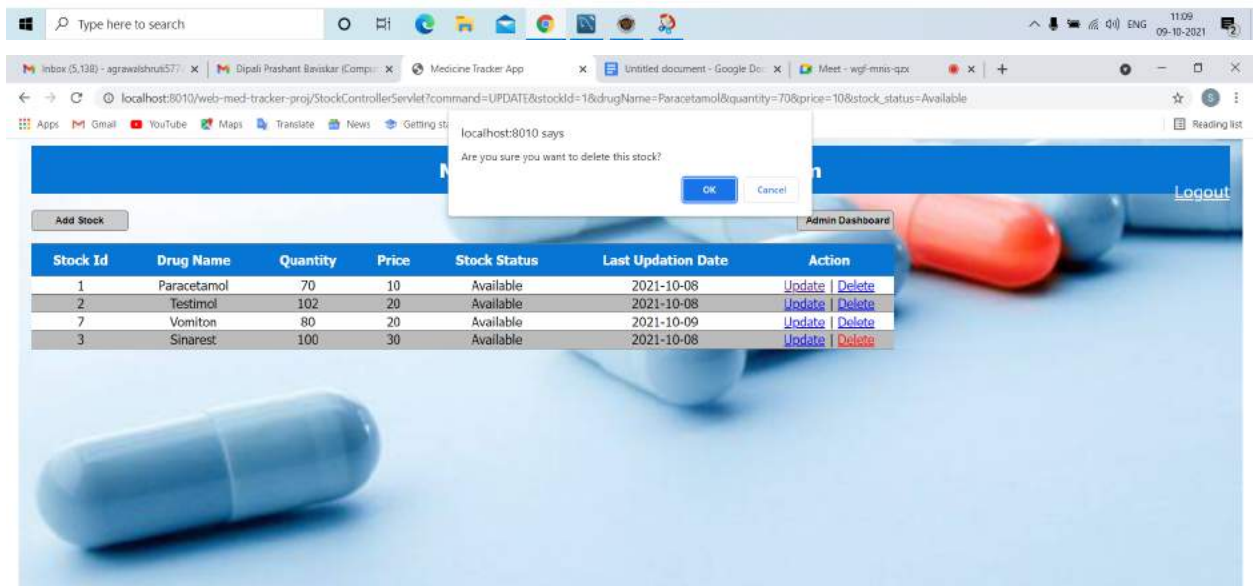 Type here to search
ENG
11:09
09-10-2021
2
Inbox (5,138) - agrawalshruti577
Dipali Prashant Baviskar (Comp
Medicine Tracker App
Untitled document - Google Do
Meet - wgf-mnis-qzx
localhost:8010/web-med-tracker-proj/StockControllerServlet?command=UPDATE&stockId=1&drugName=Paracetamol&quantity=70&price=10&stock_status=Available
S
Apps Gmail YouTube Maps Translate News Getting st
Reading list
localhost:8010 says
Are you sure you want to delete this stock?
OK Cancel
Logout
Add Stock Admin Dashboard
Stock Id Drug Name Quantity Price Stock Status Last Updation Date Action
1 Paracetamol 70 10 Available 2021-10-08 Update | Delete
2 Testimol 102 20 Available 2021-10-08 Update | Delete
7 Vomiton 80 20 Available 2021-10-09 Update | Delete
3 Sinarest 100 30 Available 2021-10-08 Update | Delete